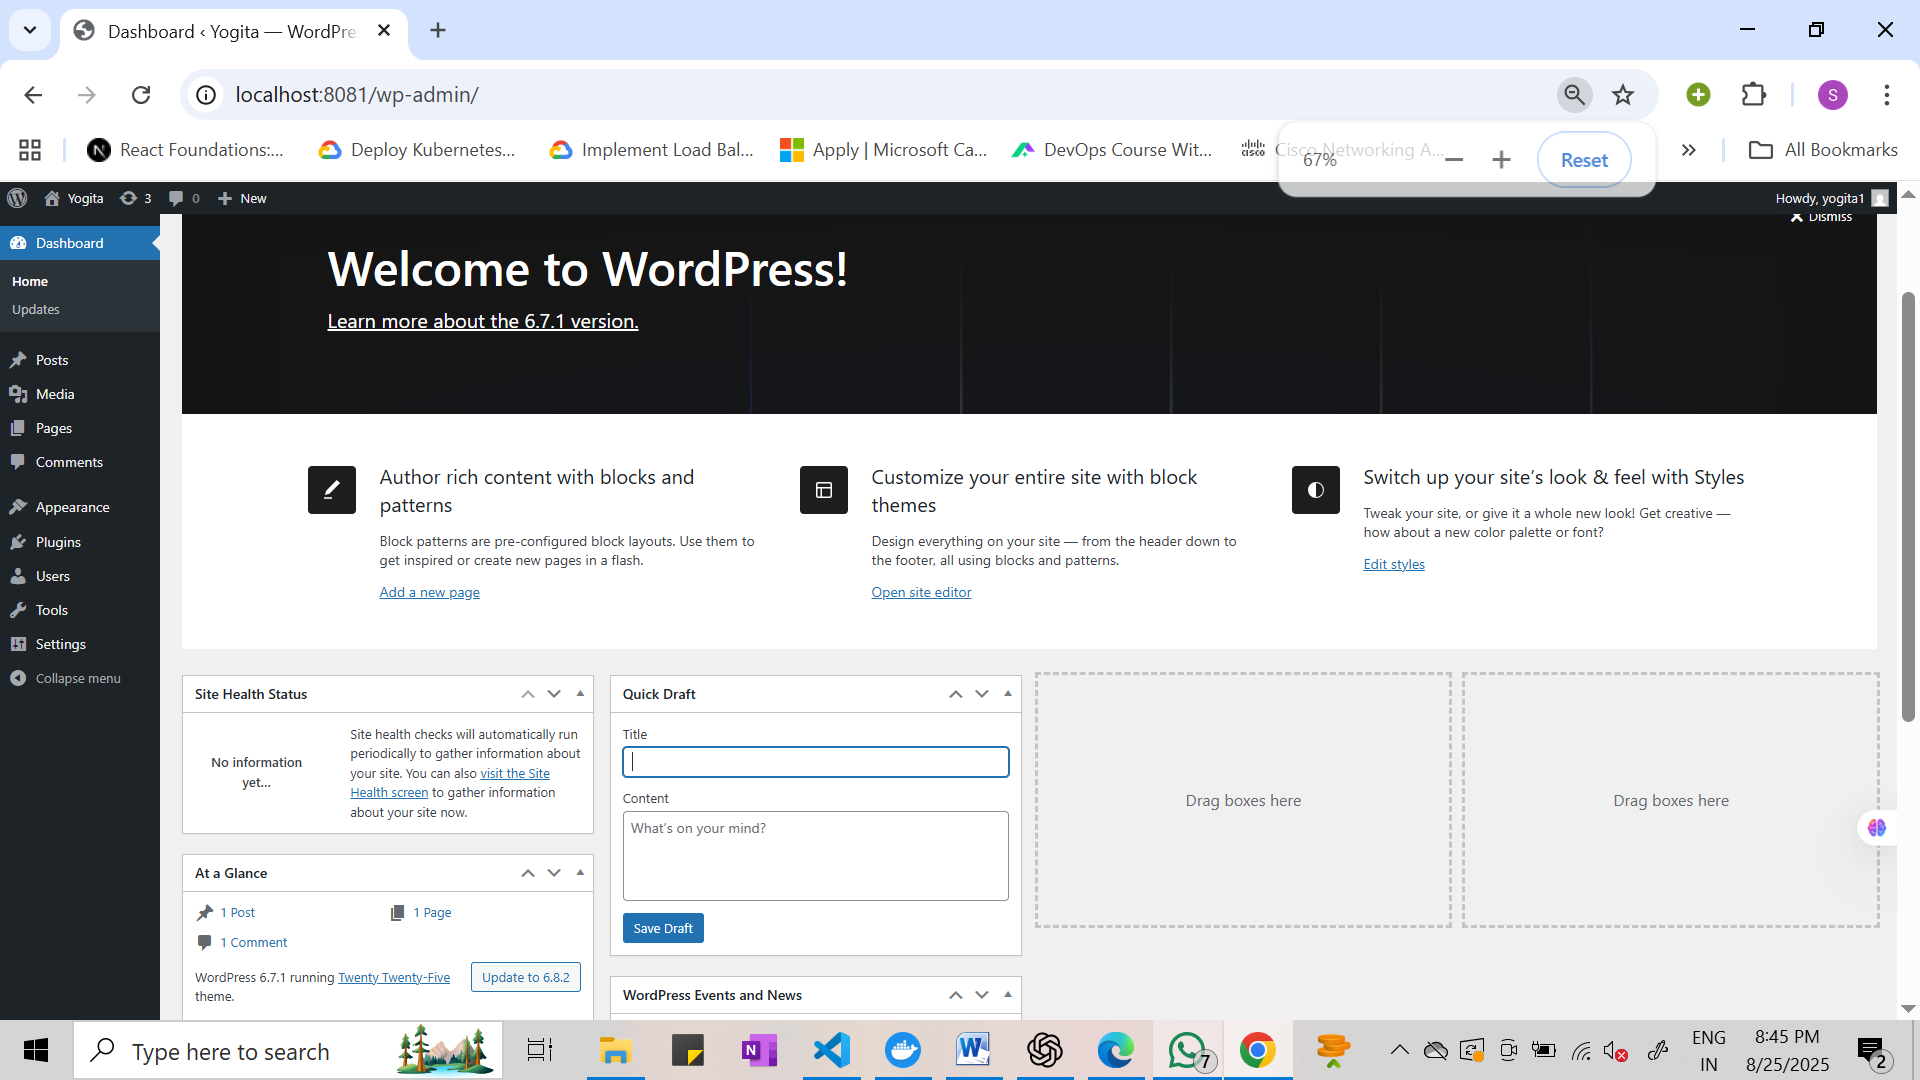 Dashboard ‹ Yogita — WordPre
localhost:8081/wp-admin/
S
React Foundations:...
Deploy Kubernetes...
Implement Load Bal...
Apply | Microsoft Ca...
DevOps Course Wit...
Cisco Networking A...
All Bookmarks
67%
Reset
Yogita
3
0
New
Howdy, yogita1
Dismiss
Dashboard
Home
Updates
Posts
Media
Pages
Comments
Appearance
Plugins
Users
Tools
Settings
Collapse menu
Welcome to WordPress!
Learn more about the 6.7.1 version.
Author rich content with blocks and
patterns
Block patterns are pre-configured block layouts. Use them to
get inspired or create new pages in a flash.
Add a new page
Customize your entire site with block
themes
Design everything on your site — from the header down to
the footer, all using blocks and patterns.
Open site editor
Switch up your site's look & feel with Styles
Tweak your site, or give it a whole new look! Get creative —
how about a new color palette or font?
Edit styles
Site Health Status
No information
yet...
Site health checks will automatically run
periodically to gather information about
your site. You can also visit the Site
Health screen to gather information
about your site now.
At a Glance
1 Post
1 Page
1 Comment
WordPress 6.7.1 running Twenty Twenty-Five
theme.
Update to 6.8.2
Quick Draft
Title
Content
What's on your mind?
Save Draft
WordPress Events and News
Drag boxes here
Drag boxes here
Type here to search
7
ENG
IN
8:45 PM
8/25/2025
2